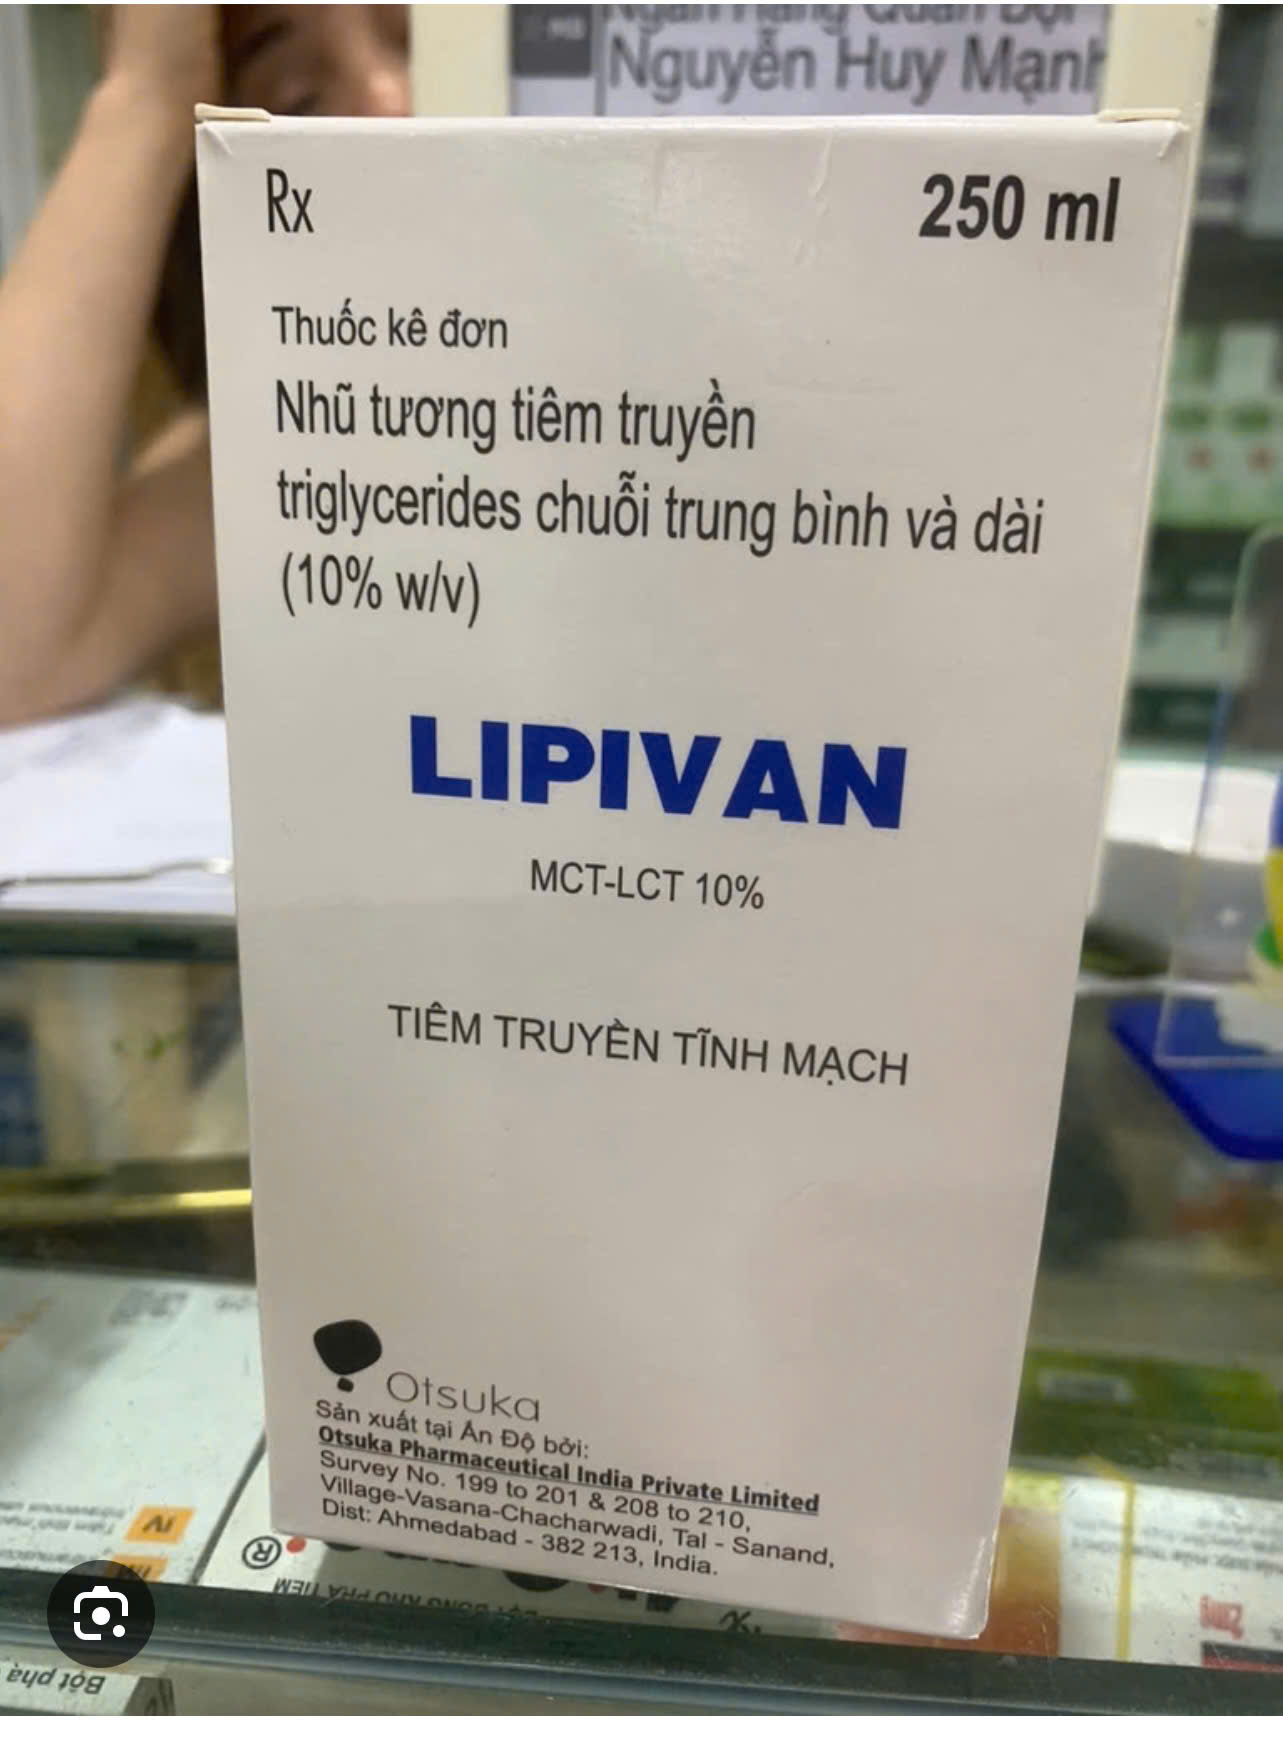 Nguyễn Huy Mạnh
Rx
250 ml
Thuốc kê đơn
Nhũ tương tiêm truyền
triglycerides chuỗi trung bình và dài
(10% w/v)
LIPIVAN
MCT-LCT 10%
TIÊM TRUYỀN TĨNH MẠCH
Otsuka
Sản xuất tại Ấn Độ bởi:
Otsuka Pharmaceutical India Private Limited
Survey No. 199 to 201 & 208 to 210,
Village-Vasana-Chacharwadi, Tal - Sanand,
Dist: Ahmedabad - 382 213, India.
IV
®
Bột pha